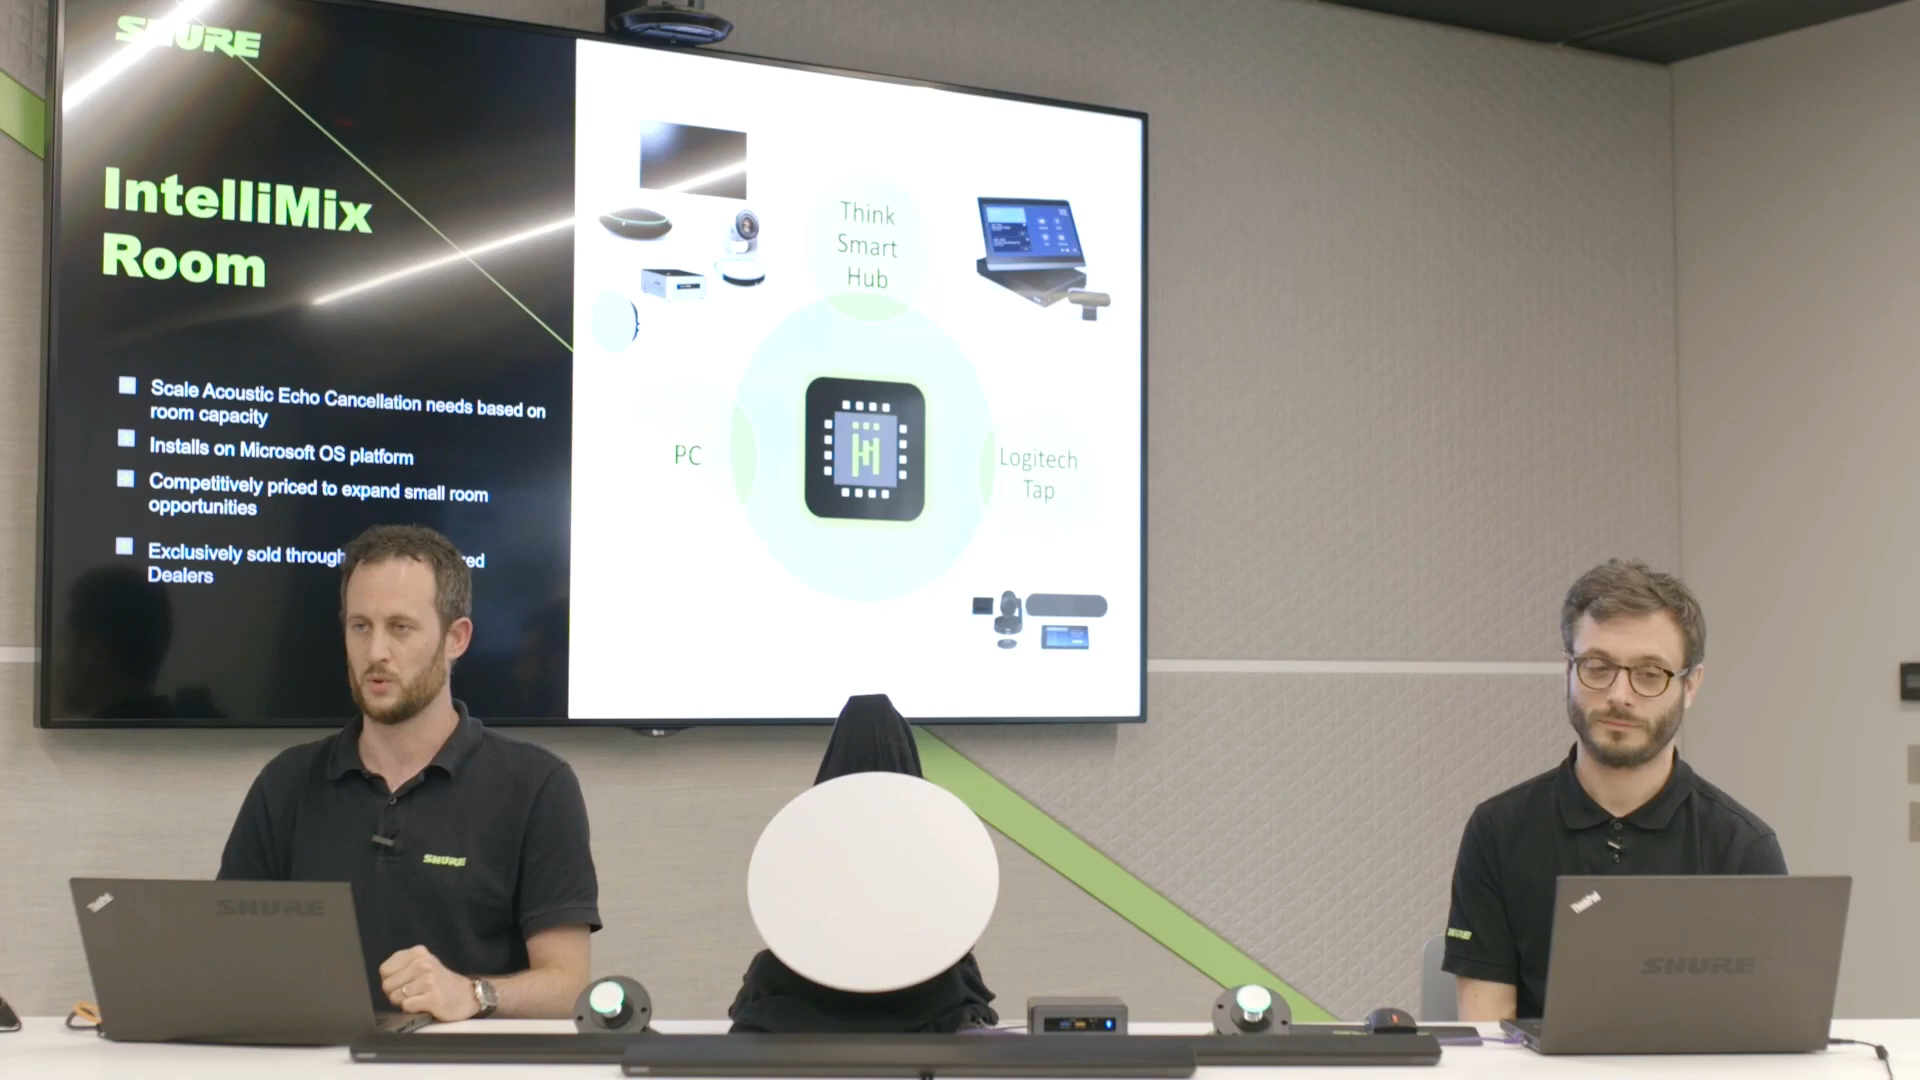 SHURE
IntelliMix
Room
Scale Acoustic Echo Cancellation needs based on
room capacity
Installs on Microsoft OS platform
Competitively priced to expand small room
opportunities
Exclusively sold through
Dealers
Think
Smart
Hub
PC
Logitech
Tap
SHURE
ThinkPad
SHURE
SHURE
ThinkPad
SHURE
LG